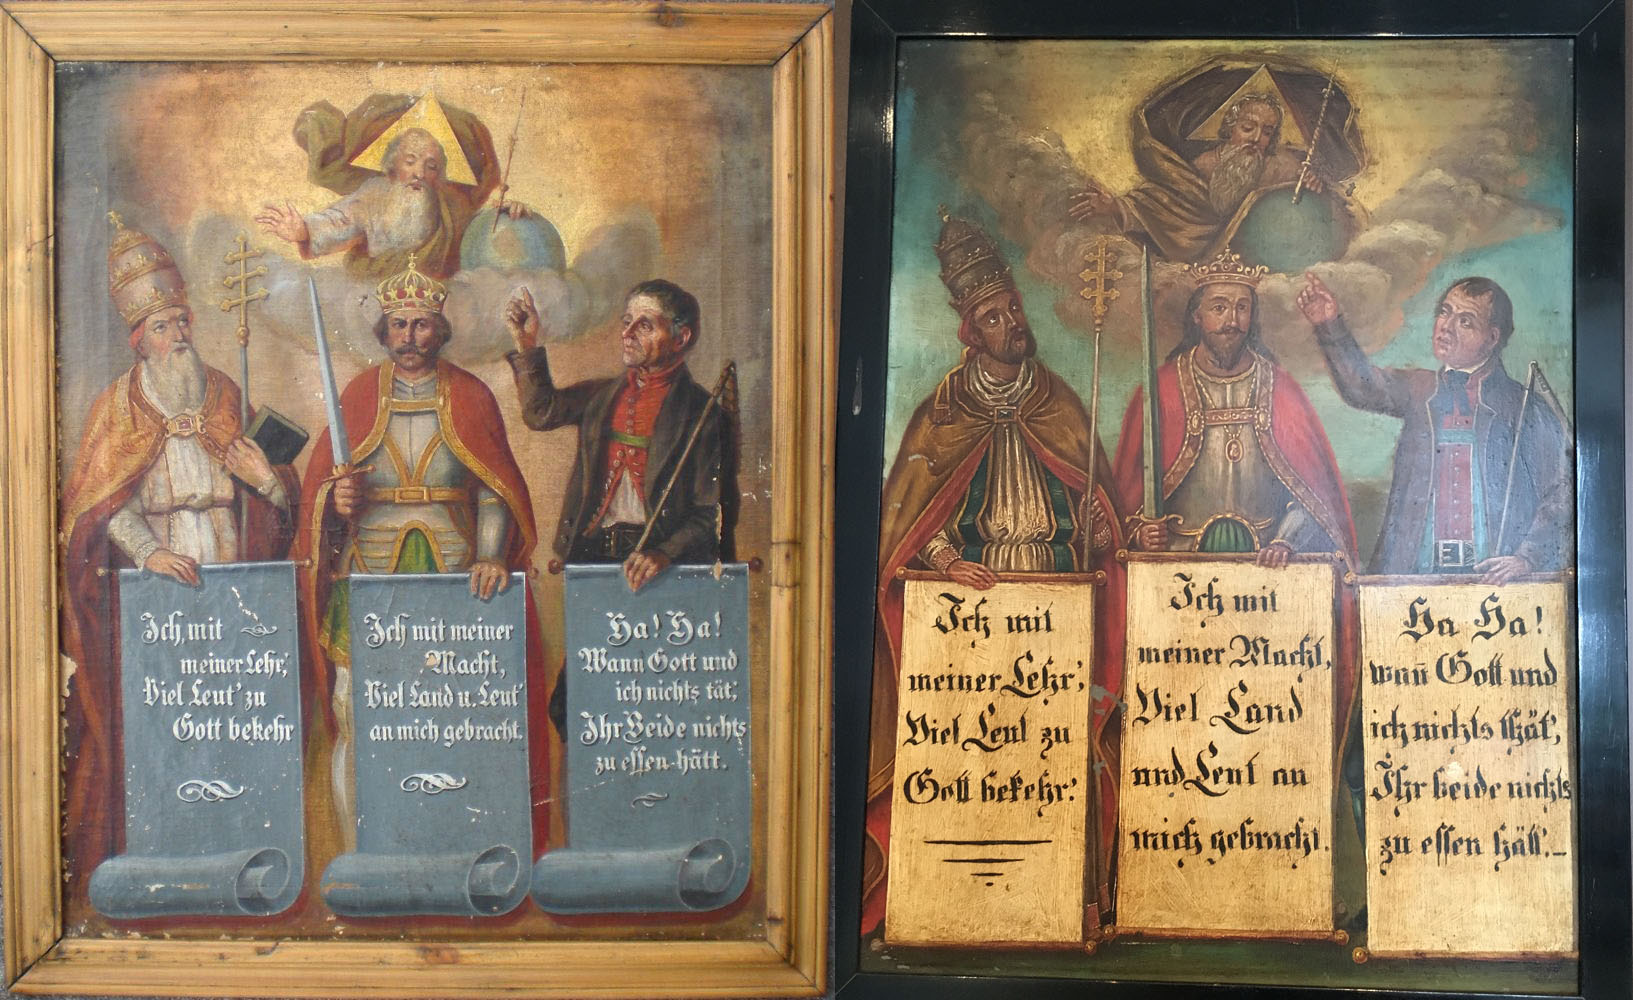 Ich, mit
meiner Lehr,'
Viel Leut' zu
Gott bekehr
Ich mit meiner
Macht,
Viel Land u. Leut'
an mich gebracht.
Ha! Ha!
Wann Gott und
ich nichts tät,'
Ihr Beide nichts
zu essen hätt.
Ich mit
meiner Lehr,'
Viel Leut zu
Gott bekehr!
Ich mit
meiner Macht,
Viel Land
und Leut an
mich gebracht.
Ha Ha!
wañ Gott und
ich nichts thät',
Ihr beide nichts
zu essen hätt'.